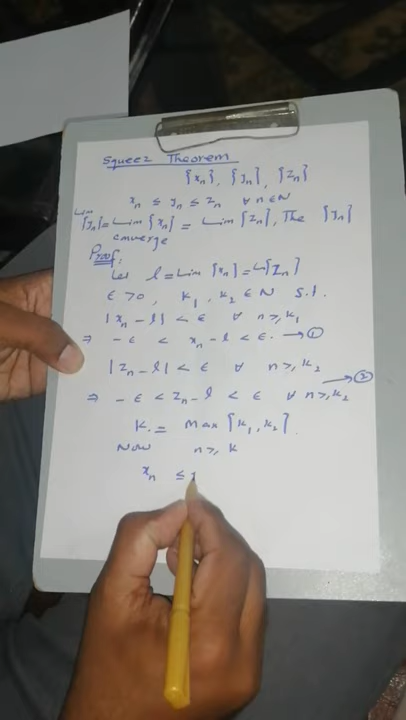 Squeez Theorem
{xn}, {yn}, {zn}
xn ≤ yn ≤ zn ∀ n ∈ N
Lim {yn} = Lim {xn} = Lim {zn}, The {yn}
converge
Proof:
Let l = Lim {xn} = L{zn}
ε > 0, k1, k2 ∈ N s.t.
|xn - l| < ε ∀ n ≥ k1
⇒ - ε < xn - l < ε. → ①
|zn - l| < ε ∀ n ≥ k2
⇒ - ε < zn - l < ε ∀ n ≥ k2 → ②
K = max {k1, k2}.
Now n ≥ k
xn ≤